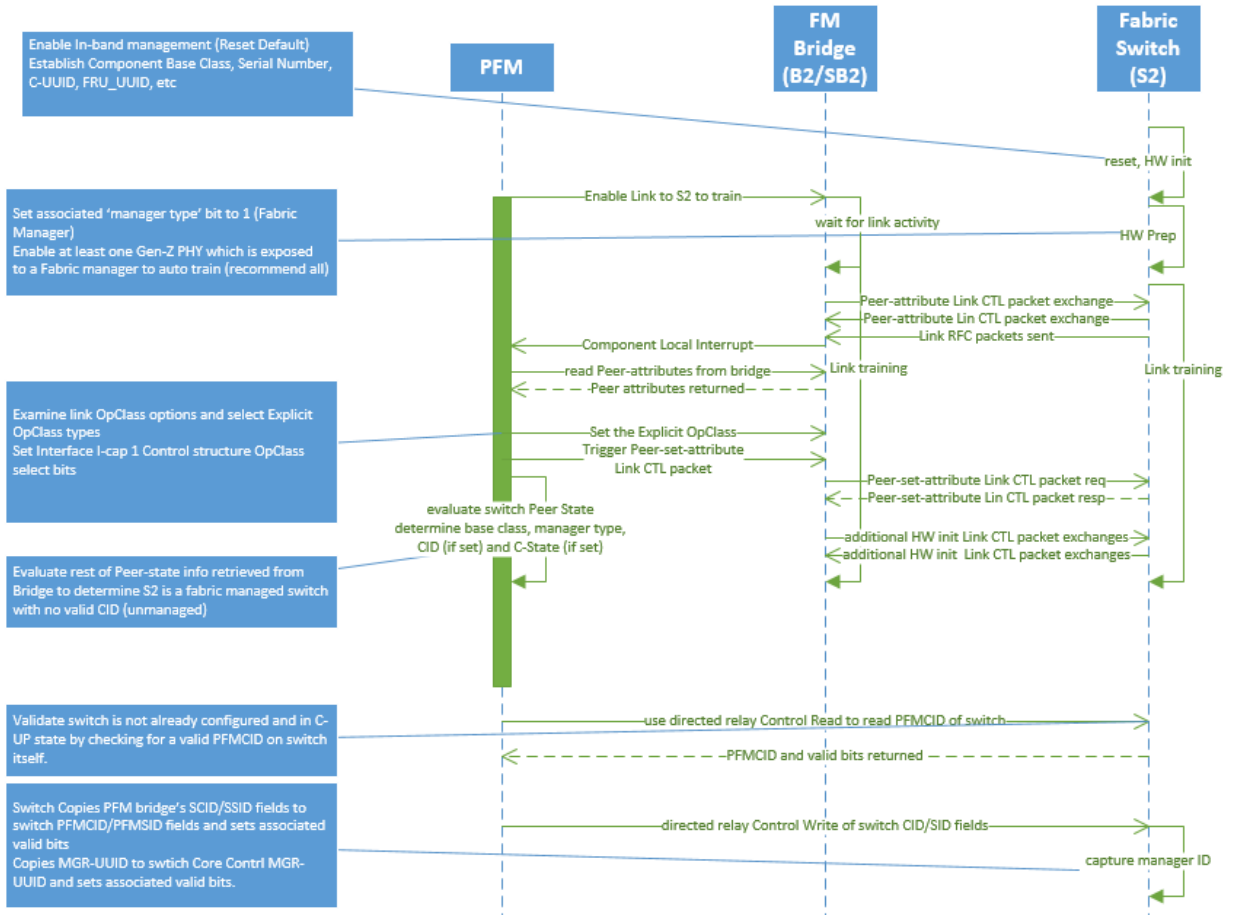 Enable In-band management (Reset Default)
Establish Component Base Class, Serial Number,
C-UUID, FRU_UUID, etc
PFM
FM
Bridge
(B2/SB2)
Fabric
Switch
(S2)
reset, HW init
Set associated 'manager type' bit to 1 (Fabric
Manager)
Enable at least one Gen-Z PHY which is exposed
to a Fabric manager to auto train (recommend all)
Enable Link to S2 to train
wait for link activity
HW Prep
Peer-attribute Link CTL packet exchange
Peer-attribute Lin CTL packet exchange
Link RFC packets sent
Component Local Interrupt
read Peer-attributes from bridge
Link training
Link training
Peer attributes returned
Examine link OpClass options and select Explicit
OpClass types
Set Interface I-cap 1 Control structure OpClass
select bits
Set the Explicit OpClass
Trigger Peer-set-attribute
Link CTL packet
Peer-set-attribute Link CTL packet req
Peer-set-attribute Lin CTL packet resp
evaluate switch Peer State
determine base class, manager type,
CID (if set) and C-State (if set)
additional HW init Link CTL packet exchanges
additional HW init Link CTL packet exchanges
Evaluate rest of Peer-state info retrieved from
Bridge to determine S2 is a fabric managed switch
with no valid CID (unmanaged)
Validate switch is not already configured and in C-
UP state by checking for a valid PFMCID on switch
itself.
use directed relay Control Read to read PFMCID of switch
PFMCID and valid bits returned
Switch Copies PFM bridge's SCID/SSID fields to
switch PFMCID/PFMSID fields and sets associated
valid bits
Copies MGR-UUID to swtich Core Contrl MGR-
UUID and sets associated valid bits.
directed relay Control Write of switch CID/SID fields
capture manager ID